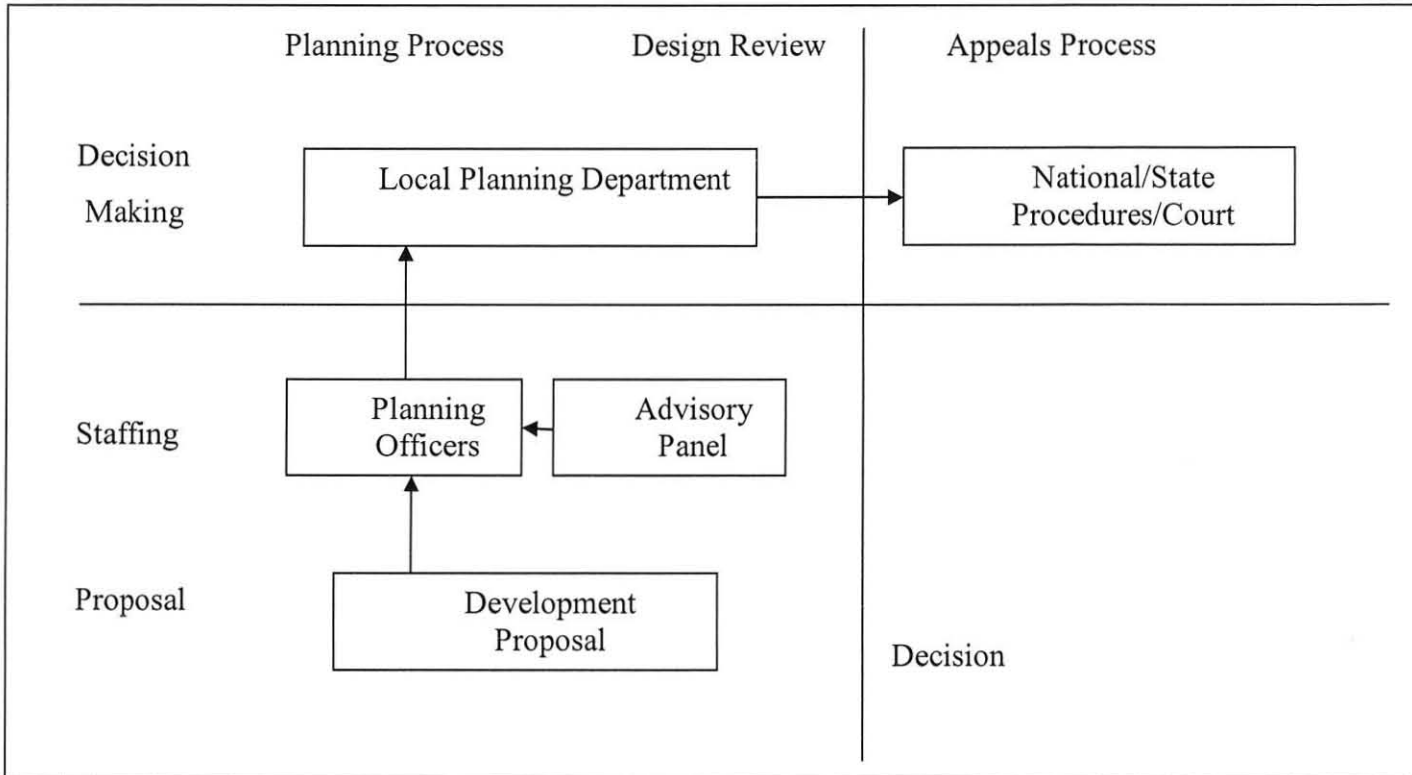 Planning Process
Design Review
Appeals Process
Decision
Making
Local Planning Department
National/State
Procedures/Court
Staffing
Planning
Officers
Advisory
Panel
Proposal
Development
Proposal
Decision